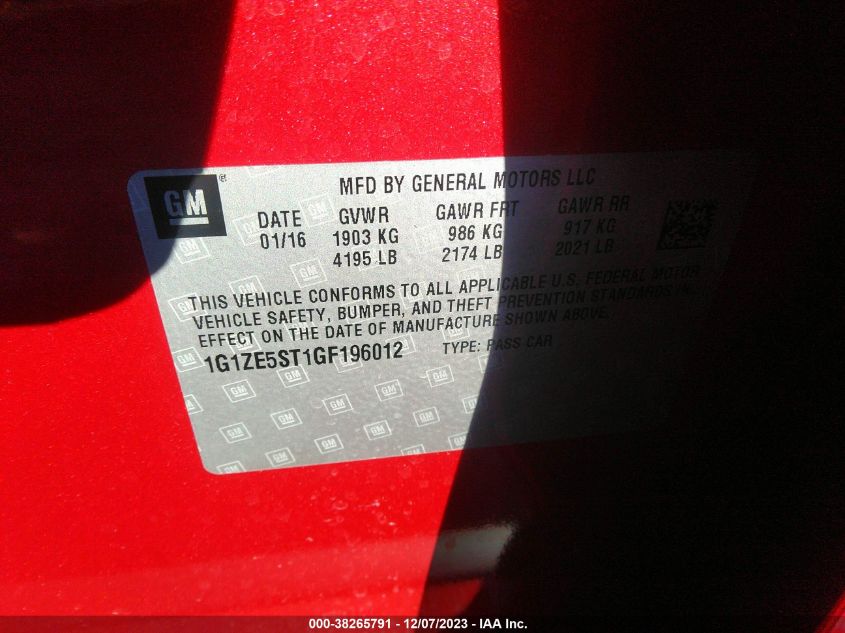 GM®
MFD BY GENERAL MOTORS LLC
DATE GVWR GAWR FRT GAWR RR
01/16 1903 KG 986 KG 917 KG
4195 LB 2174 LB 2021 LB
THIS VEHICLE CONFORMS TO ALL APPLICABLE U.S. FEDERAL MOTOR
VEHICLE SAFETY, BUMPER, AND THEFT PREVENTION STANDARDS IN
EFFECT ON THE DATE OF MANUFACTURE SHOWN ABOVE.
1G1ZE5ST1GF196012 TYPE: PASS CAR
000-38265791 - 12/07/2023 - IAA Inc.